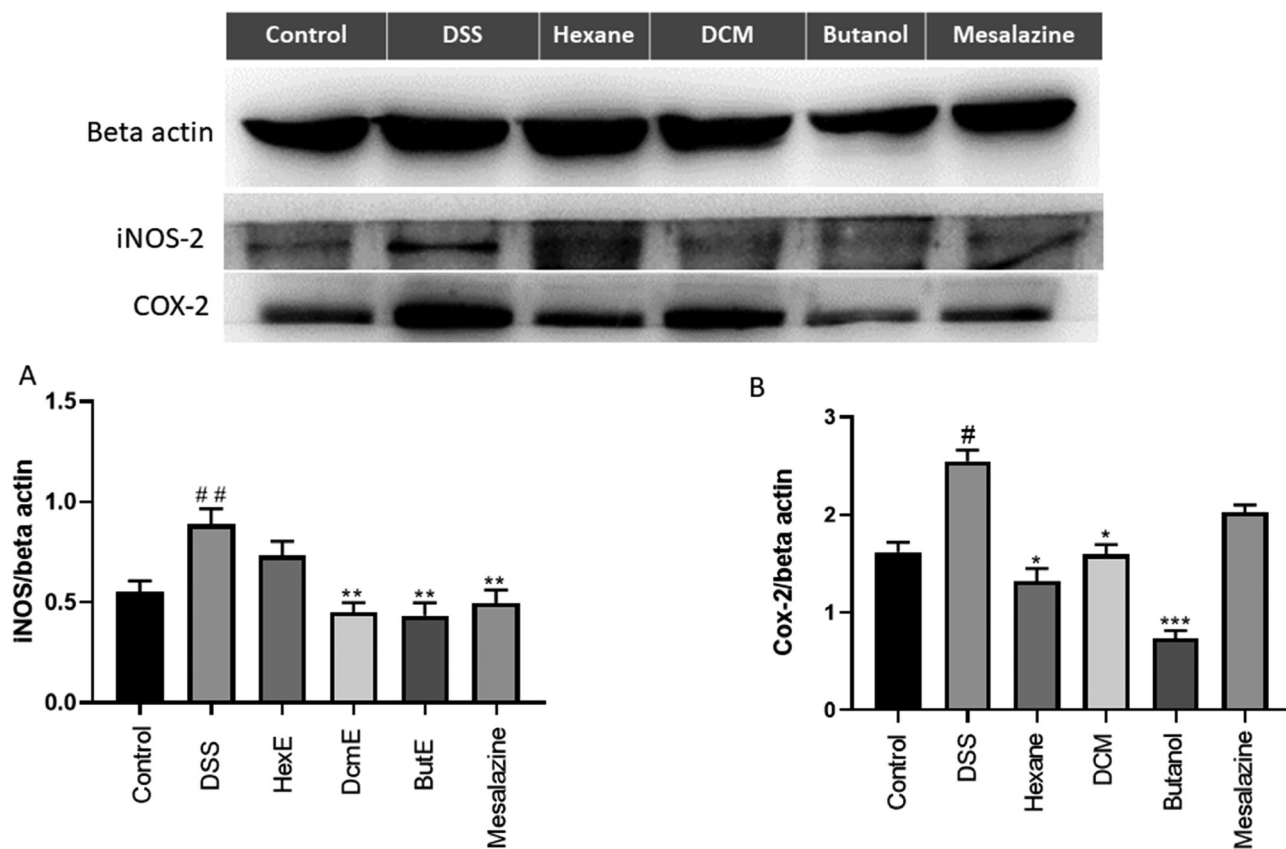 Control DSS Hexane DCM Butanol Mesalazine
Beta actin
iNOS-2
COX-2
A
iNOS/beta actin
1.5
1.0
0.5
0.0
# #
**
**
**
Control DSS HexE DcmE ButE Mesalazine
B
Cox-2/beta actin
3
2
1
0
#
*
*
***
Control DSS Hexane DCM Butanol Mesalazine